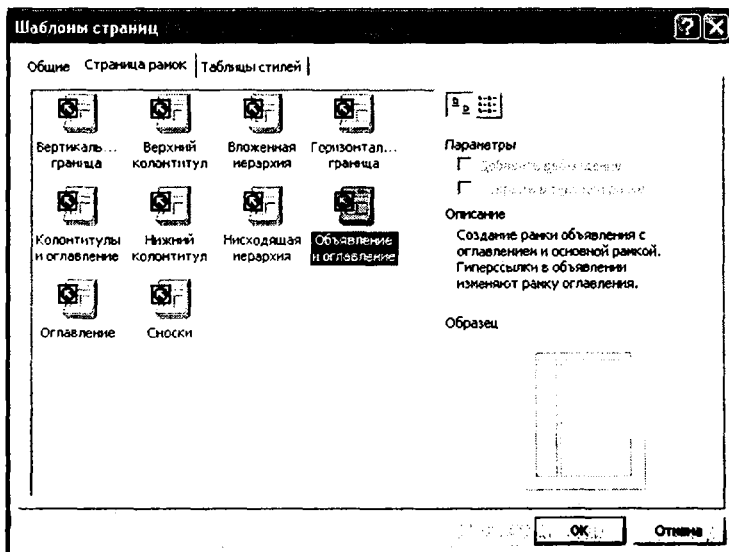 Шаблоны страниц
Общие Страница рамок Таблицы стилей
Вертикаль... граница
Верхний колонтитул
Вложенная иерархия
Горизонтал... граница
Колонтитулы и оглавление
Нижний колонтитул
Нисходящая иерархия
Объявление и оглавление
Оглавление
Сноски
Параметры
Описание
Создание рамки объявления с
оглавлением и основной рамкой.
Гиперссылки в объявлении
изменяют рамку оглавления.
Образец
OK
Отмена